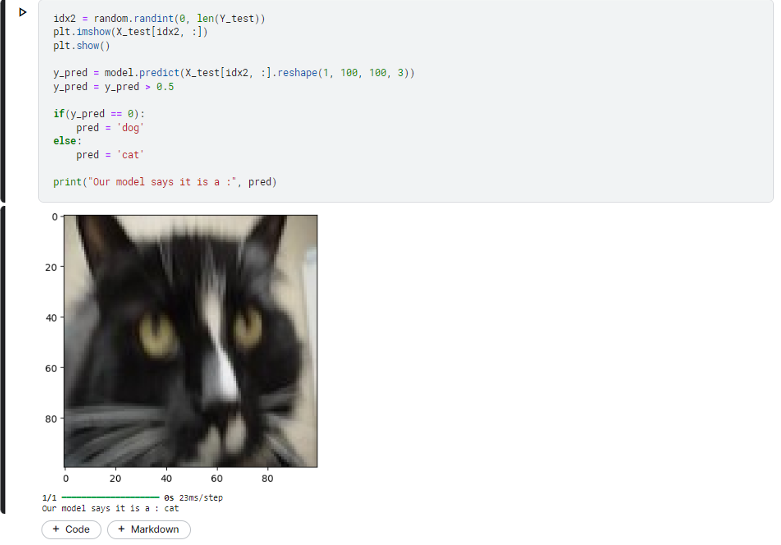 idx2 = random.randint(0, len(Y_test))
plt.imshow(X_test[idx2, :])
plt.show()
y_pred = model.predict(X_test[idx2, :].reshape(1, 100, 100, 3))
y_pred = y_pred > 0.5
if(y_pred == 0):
    pred = 'dog'
else:
    pred = 'cat'
print("Our model says it is a :", pred)
0
20
40
60
80
0 20 40 60 80
1/1 ━━━━━━━━━━━━━━━━━━━━ 0s 23ms/step
Our model says it is a : cat
+ Code + Markdown